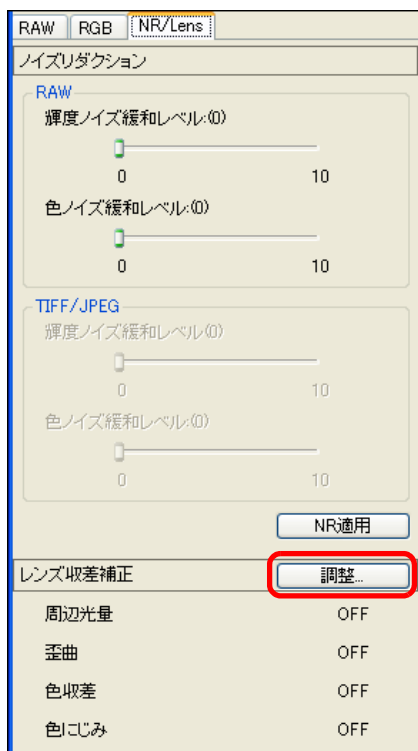 RAW RGB NR/Lens
ノイズリダクション
RAW
輝度ノイズ緩和レベル:(0)
0 10
色ノイズ緩和レベル:(0)
0 10
TIFF/JPEG
輝度ノイズ緩和レベル(0)
0 10
色ノイズ緩和レベル:(0)
0 10
NR適用
レンズ収差補正 調整...
周辺光量 OFF
歪曲 OFF
色収差 OFF
色にじみ OFF